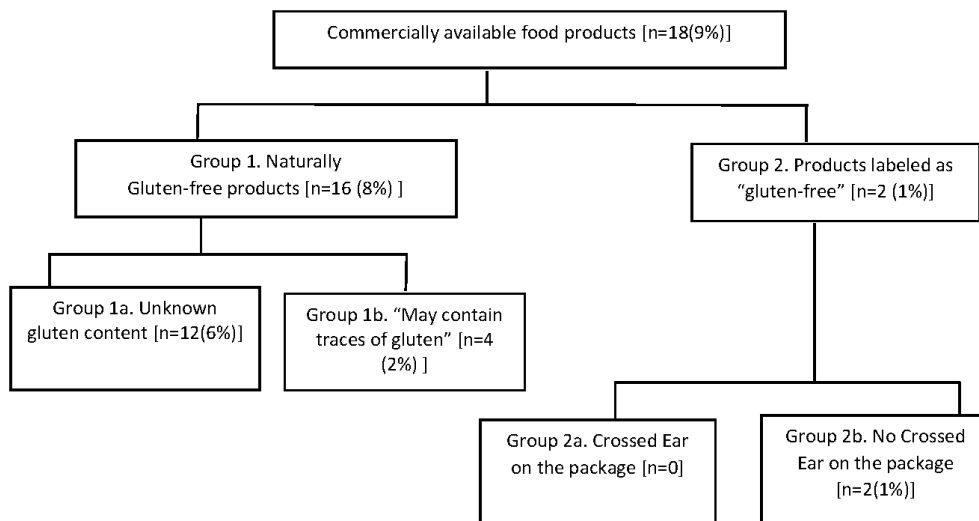 Commercially available food products [n=18(9%)]
Group 1. Naturally
Gluten-free products [n=16 (8%) ]
Group 2. Products labeled as
“gluten-free” [n=2 (1%)]
Group 1a. Unknown
gluten content [n=12(6%)]
Group 1b. “May contain
traces of gluten” [n=4
(2%) ]
Group 2a. Crossed Ear
on the package [n=0]
Group 2b. No Crossed
Ear on the package
[n=2(1%)]